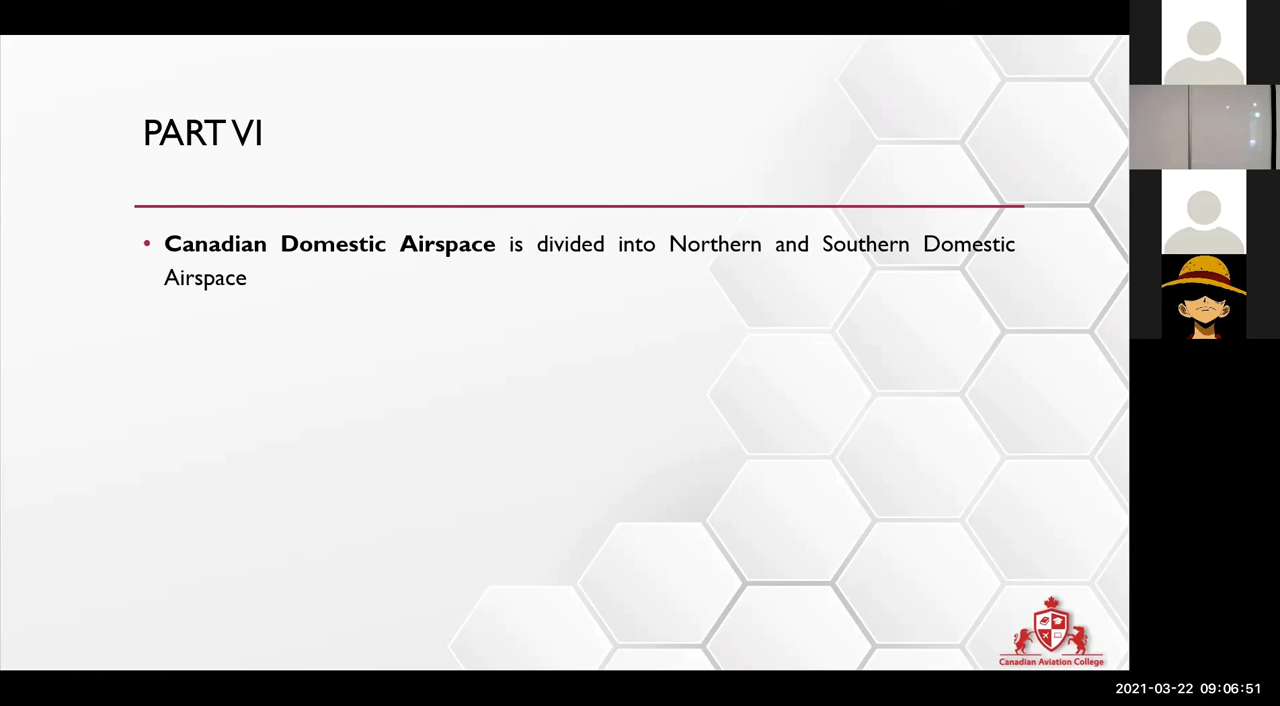 PART VI
• Canadian Domestic Airspace is divided into Northern and Southern Domestic
Airspace
Canadian Aviation College
2021-03-22 09:06:51